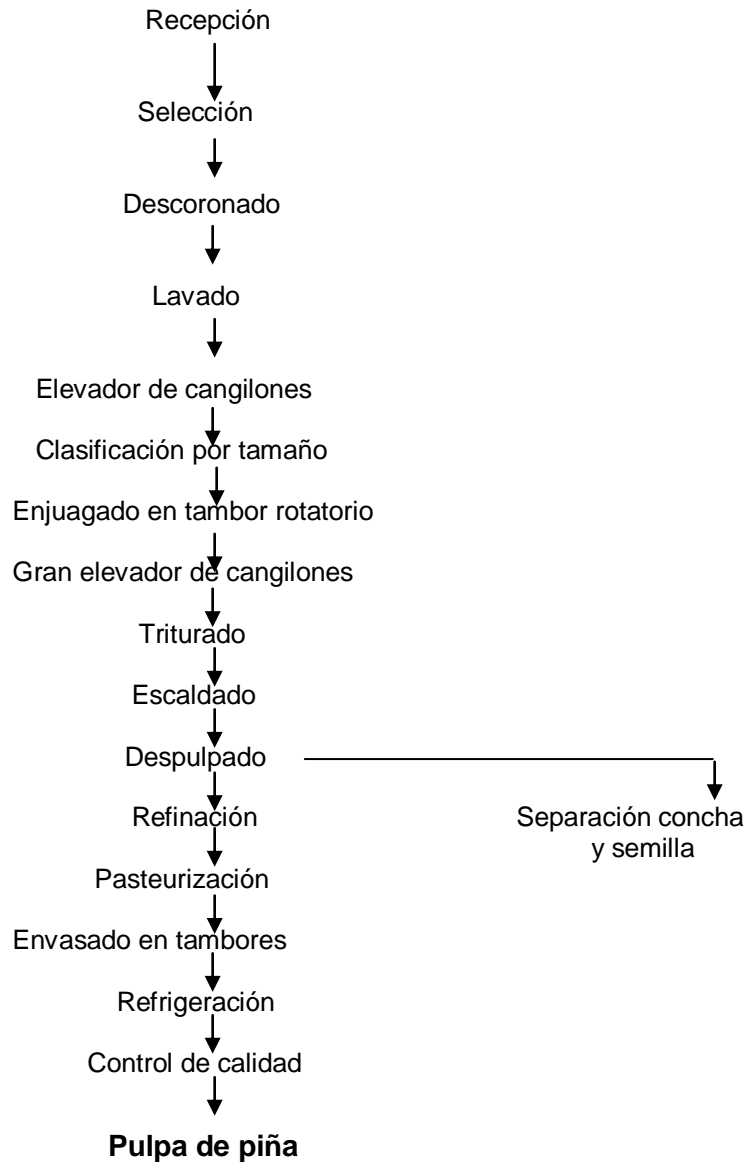 Recepción
Selección
Descoronado
Lavado
Elevador de cangilones
Clasificación por tamaño
Enjuagado en tambor rotatorio
Gran elevador de cangilones
Triturado
Escaldado
Despulpado
Refinación
Separación concha
y semilla
Pasteurización
Envasado en tambores
Refrigeración
Control de calidad
Pulpa de piña